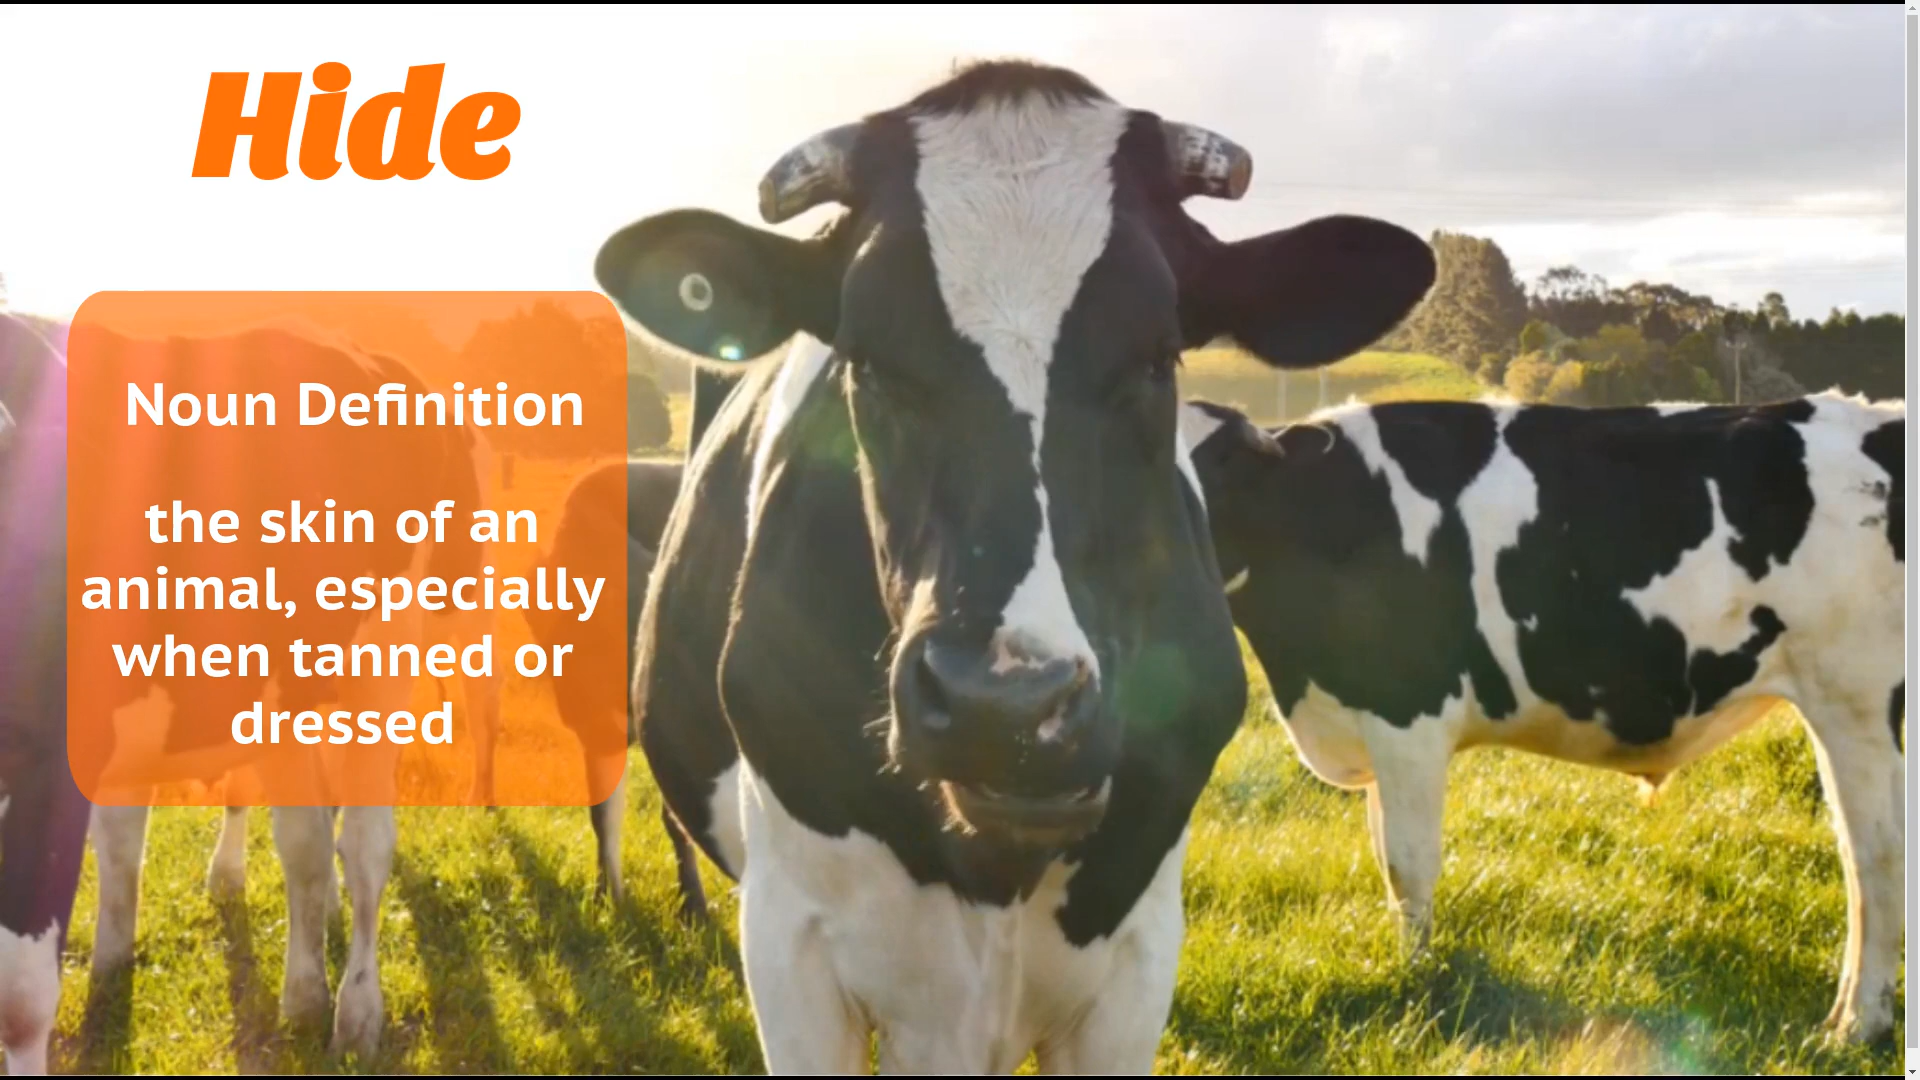 Hide
Noun Definition
the skin of an
animal, especially
when tanned or
dressed